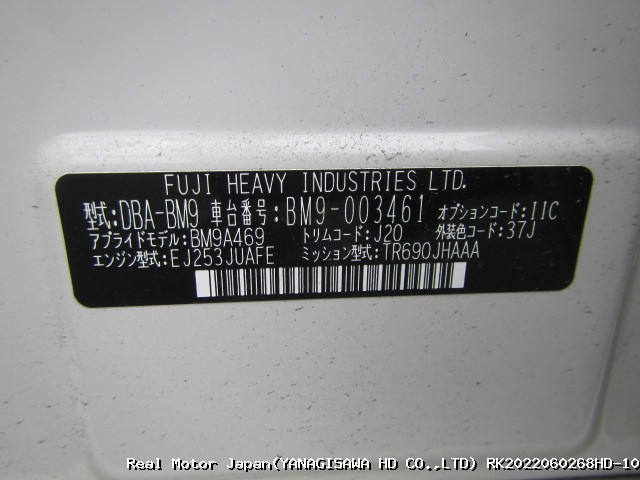 FUJI HEAVY INDUSTRIES LTD.
型式:DBA-BM9 車台番号:BM9-003461 オプションコード:IIC
アプライドモデル:BM9A469 トリムコード:J20 外装色コード:37J
エンジン型式:EJ253JUAFE ミッション型式:TR690JHAAA
Real Motor Japan(YANAGISAWA HD CO.,LTD) RK2022060268HD-10